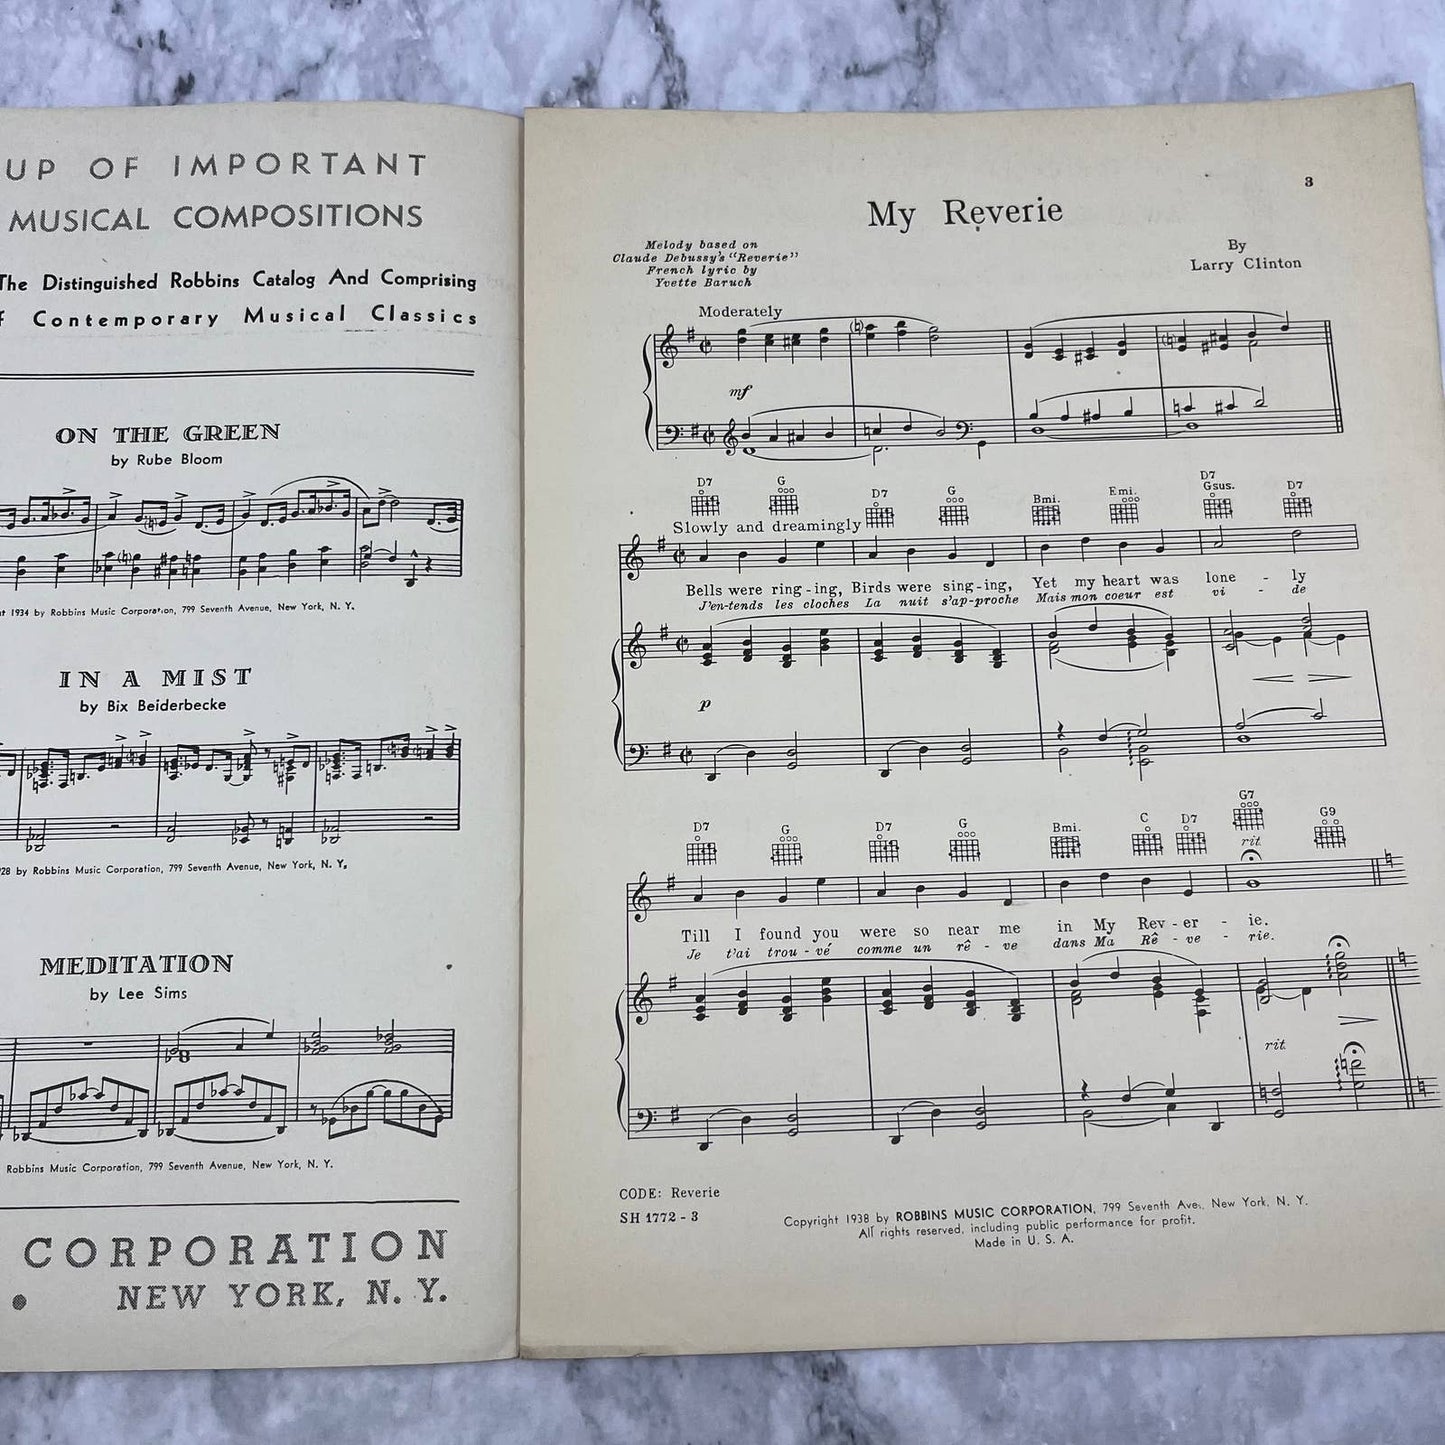 UP OF IMPORTANT
MUSICAL COMPOSITIONS
The Distinguished Robbins Catalog And Comprising
f Contemporary Musical Classics
ON THE GREEN
by Rube Bloom
t 1934 by Robbins Music Corporation, 799 Seventh Avenue, New York, N. Y.
IN A MIST
by Bix Beiderbecke
28 by Robbins Music Corporation, 799 Seventh Avenue, New York, N. Y.
MEDITATION
by Lee Sims
Robbins Music Corporation, 799 Seventh Avenue, New York, N. Y.
CORPORATION
• NEW YORK, N. Y.
3
My Reverie
Melody based on
Claude Debussy's "Reverie"
French lyric by
Yvette Baruch
By
Larry Clinton
Moderately
mf
D7 G D7 G Bmi. Emi. D7 Gsus. D7
Slowly and dreamingly
Bells were ring-ing, Birds were sing-ing, Yet my heart was lone - ly
J'en-tends les cloches La nuit s'ap-proche Mais mon coeur est vi - de
p
D7 G D7 G Bmi. C D7 G7 G9
rit.
Till I found you were so near me in My Rev-er - ie.
Je t'ai trou-vé comme un rê-ve dans Ma Rê-ve - rie.
rit.
CODE: Reverie
SH 1772-3
Copyright 1938 by ROBBINS MUSIC CORPORATION, 799 Seventh Ave., New York, N. Y.
All rights reserved, including public performance for profit.
Made in U. S. A.